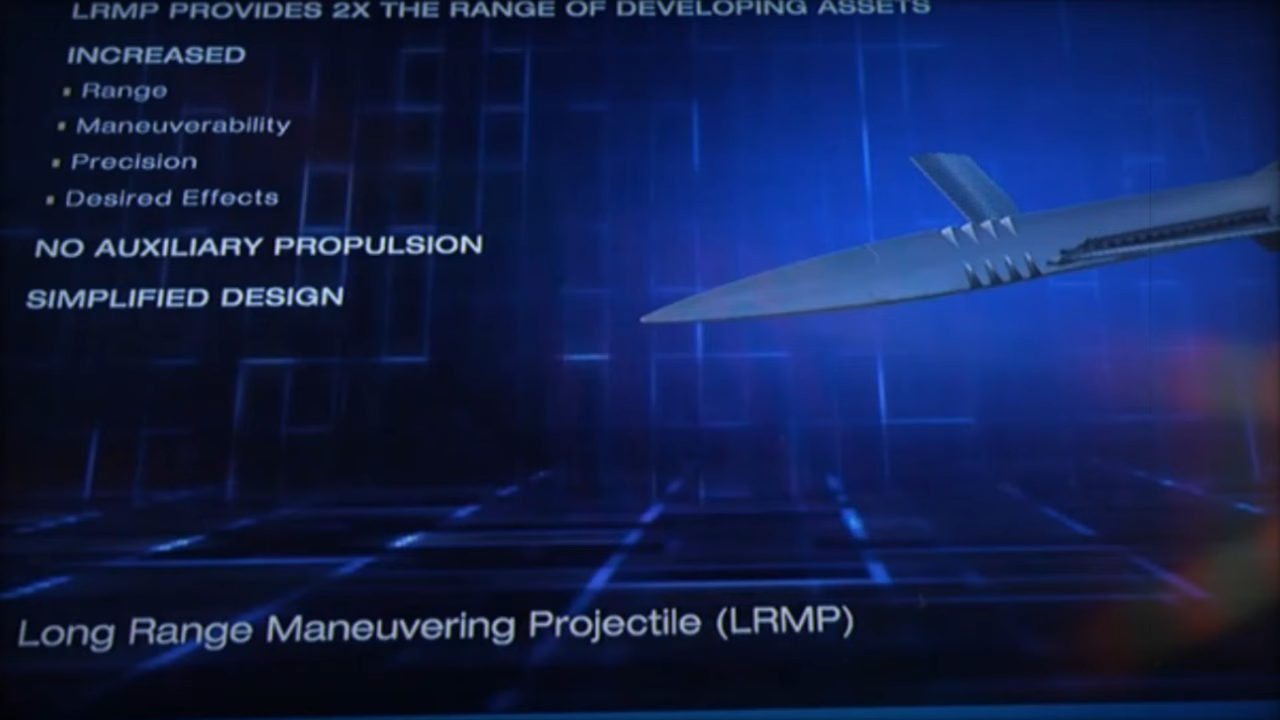 LRMP PROVIDES 2X THE RANGE OF DEVELOPING ASSETS
INCREASED
▪ Range
▪ Maneuverability
▪ Precision
▪ Desired Effects
NO AUXILIARY PROPULSION
SIMPLIFIED DESIGN
Long Range Maneuvering Projectile (LRMP)